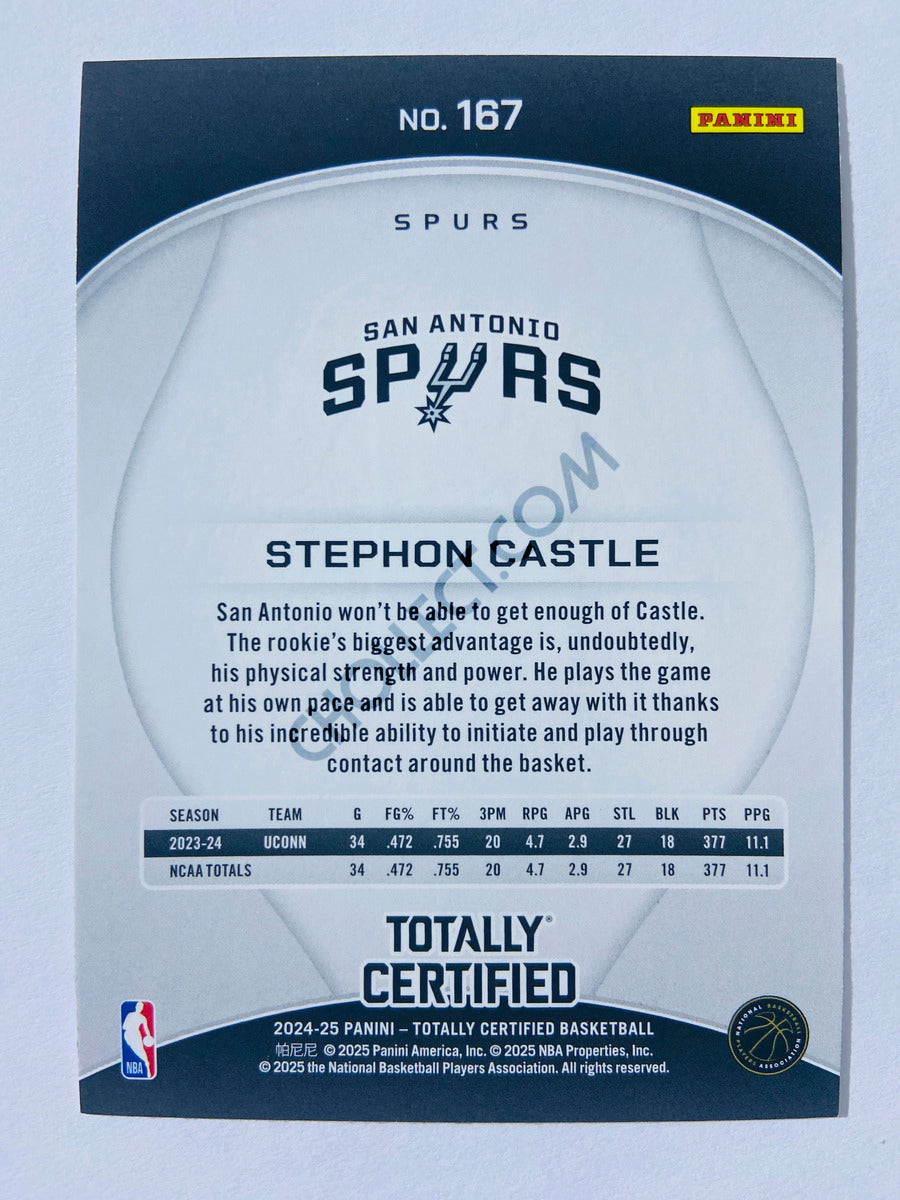 NO. 167
PANINI
SPURS
SAN ANTONIO
SPURS
STEPHON CASTLE
San Antonio won't be able to get enough of Castle.
The rookie's biggest advantage is, undoubtedly,
his physical strength and power. He plays the game
at his own pace and is able to get away with it thanks
to his incredible ability to initiate and play through
contact around the basket.
CHOLLECT.COM
SEASON TEAM G FG% FT% 3PM RPG APG STL BLK PTS PPG
2023-24 UCONN 34 .472 .755 20 4.7 2.9 27 18 377 11.1
NCAA TOTALS 34 .472 .755 20 4.7 2.9 27 18 377 11.1
TOTALLY®
CERTIFIED
2024-25 PANINI – TOTALLY CERTIFIED BASKETBALL
帕尼尼 © 2025 Panini America, Inc. © 2025 NBA Properties, Inc.
© 2025 the National Basketball Players Association. All rights reserved.
NBA
NATIONAL BASKETBALL
PLAYERS ASSOCIATION